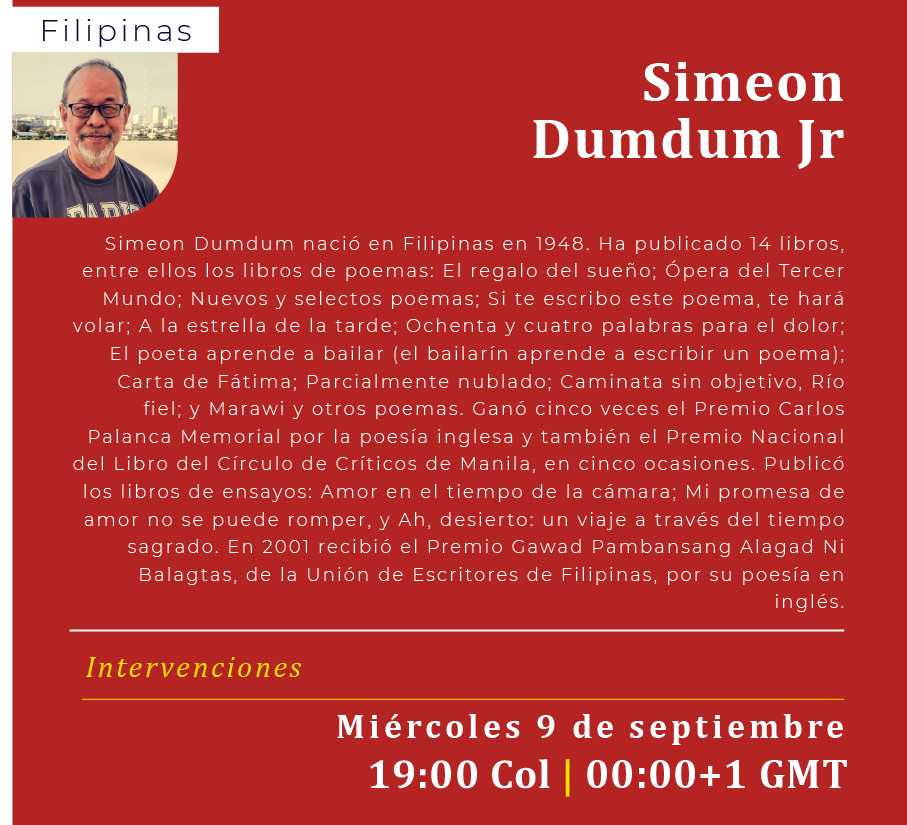 Filipinas
Simeon
Dumdum Jr
PARIS
Simeon Dumdum nació en Filipinas en 1948. Ha publicado 14 libros,
entre ellos los libros de poemas: El regalo del sueño; Ópera del Tercer
Mundo; Nuevos y selectos poemas; Si te escribo este poema, te hará
volar; A la estrella de la tarde; Ochenta y cuatro palabras para el dolor;
El poeta aprende a bailar (el bailarín aprende a escribir un poema);
Carta de Fátima; Parcialmente nublado; Caminata sin objetivo, Río
fiel; y Marawi y otros poemas. Ganó cinco veces el Premio Carlos
Palanca Memorial por la poesía inglesa y también el Premio Nacional
del Libro del Círculo de Críticos de Manila, en cinco ocasiones. Publicó
los libros de ensayos: Amor en el tiempo de la cámara; Mi promesa de
amor no se puede romper, y Ah, desierto: un viaje a través del tiempo
sagrado. En 2001 recibió el Premio Gawad Pambansang Alagad Ni
Balagtas, de la Unión de Escritores de Filipinas, por su poesía en
inglés.
Intervenciones
Miércoles 9 de septiembre
19:00 Col | 00:00+1 GMT